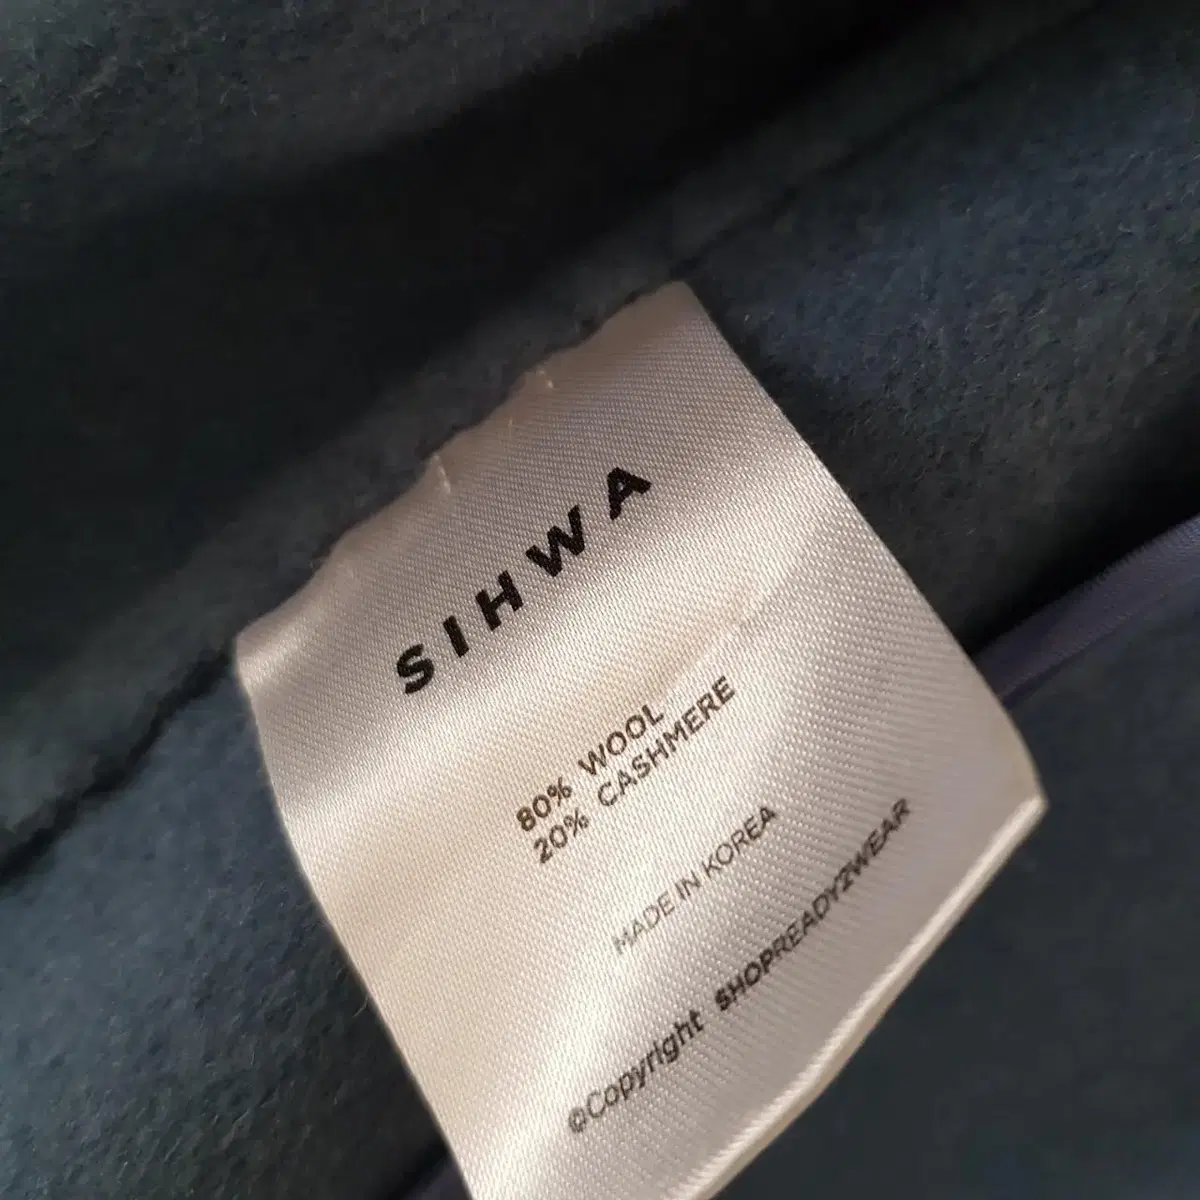 SIHWA
80% WOOL
20% CASHMERE
MADE IN KOREA
©Copyright SHOPREADY2WEAR